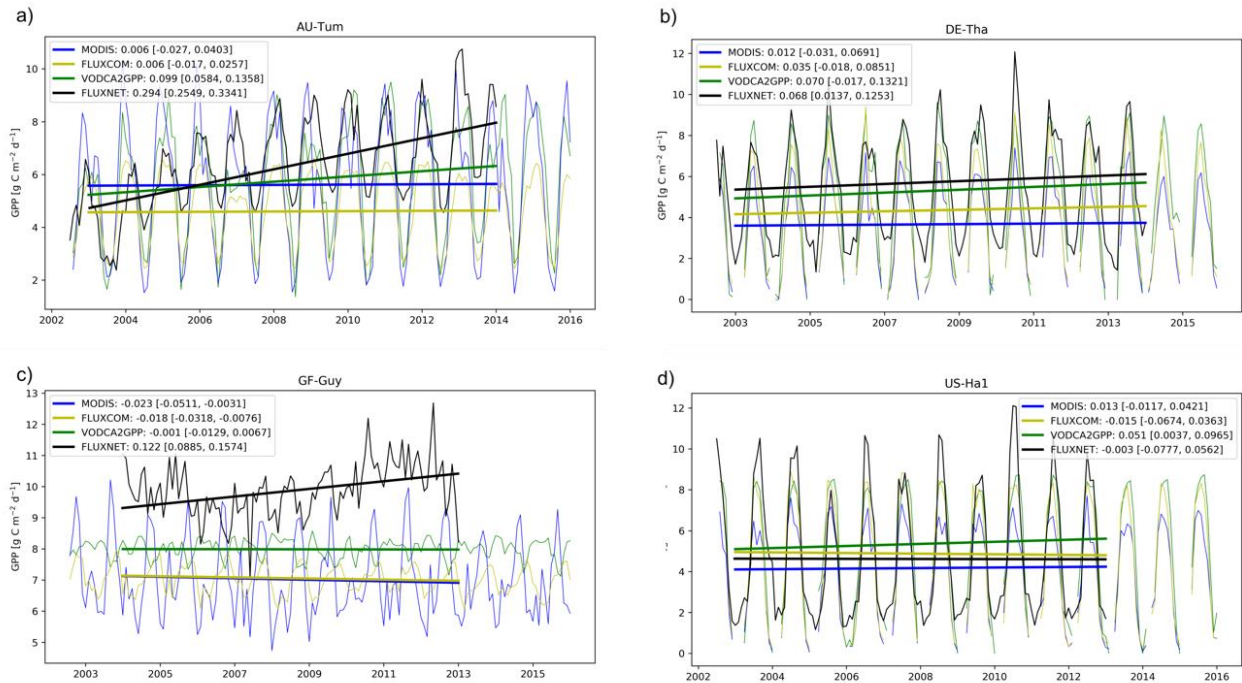 a)
AU-Tum
MODIS: 0.006 [-0.027, 0.0403]
FLUXCOM: 0.006 [-0.017, 0.0257]
VODCA2GPP: 0.099 [0.0584, 0.1358]
FLUXNET: 0.294 [0.2549, 0.3341]
10
8
6
4
2
GPP [g C m⁻² d⁻¹]
2002 2004 2006 2008 2010 2012 2014 2016
b)
DE-Tha
MODIS: 0.012 [-0.031, 0.0691]
FLUXCOM: 0.035 [-0.018, 0.0851]
VODCA2GPP: 0.070 [-0.017, 0.1321]
FLUXNET: 0.068 [0.0137, 0.1253]
12
10
8
6
4
2
0
GPP [g C m⁻² d⁻¹]
2003 2005 2007 2009 2011 2013 2015
c)
GF-Guy
MODIS: -0.023 [-0.0511, -0.0031]
FLUXCOM: -0.018 [-0.0318, -0.0076]
VODCA2GPP: -0.001 [-0.0129, 0.0067]
FLUXNET: 0.122 [0.0885, 0.1574]
13
12
11
10
9
8
7
6
5
GPP [g C m⁻² d⁻¹]
2003 2005 2007 2009 2011 2013 2015
d)
US-Ha1
MODIS: 0.013 [-0.0117, 0.0421]
FLUXCOM: -0.015 [-0.0674, 0.0363]
VODCA2GPP: 0.051 [0.0037, 0.0965]
FLUXNET: -0.003 [-0.0777, 0.0562]
12
10
8
6
4
2
0
2002 2004 2006 2008 2010 2012 2014 2016